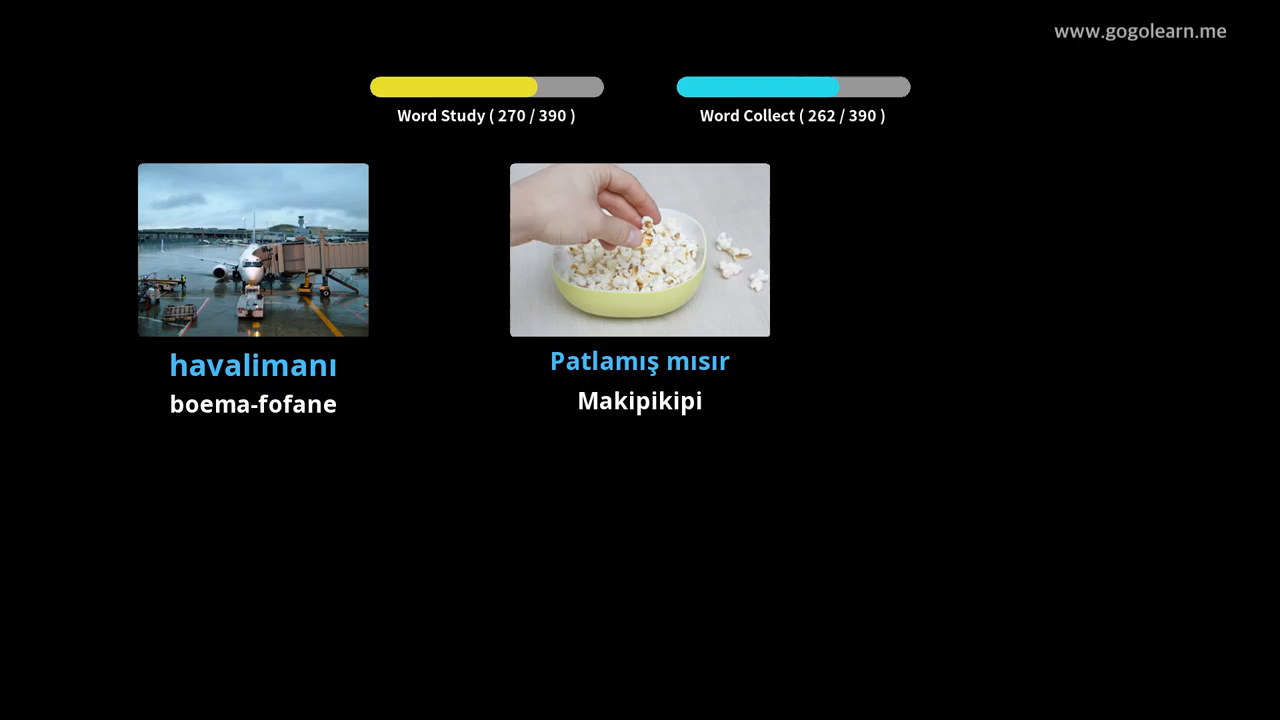 www.gogolearn.me
Word Study ( 270 / 390 )
Word Collect ( 262 / 390 )
havalimanı
boema-fofane
Patlamış mısır
Makipikipi